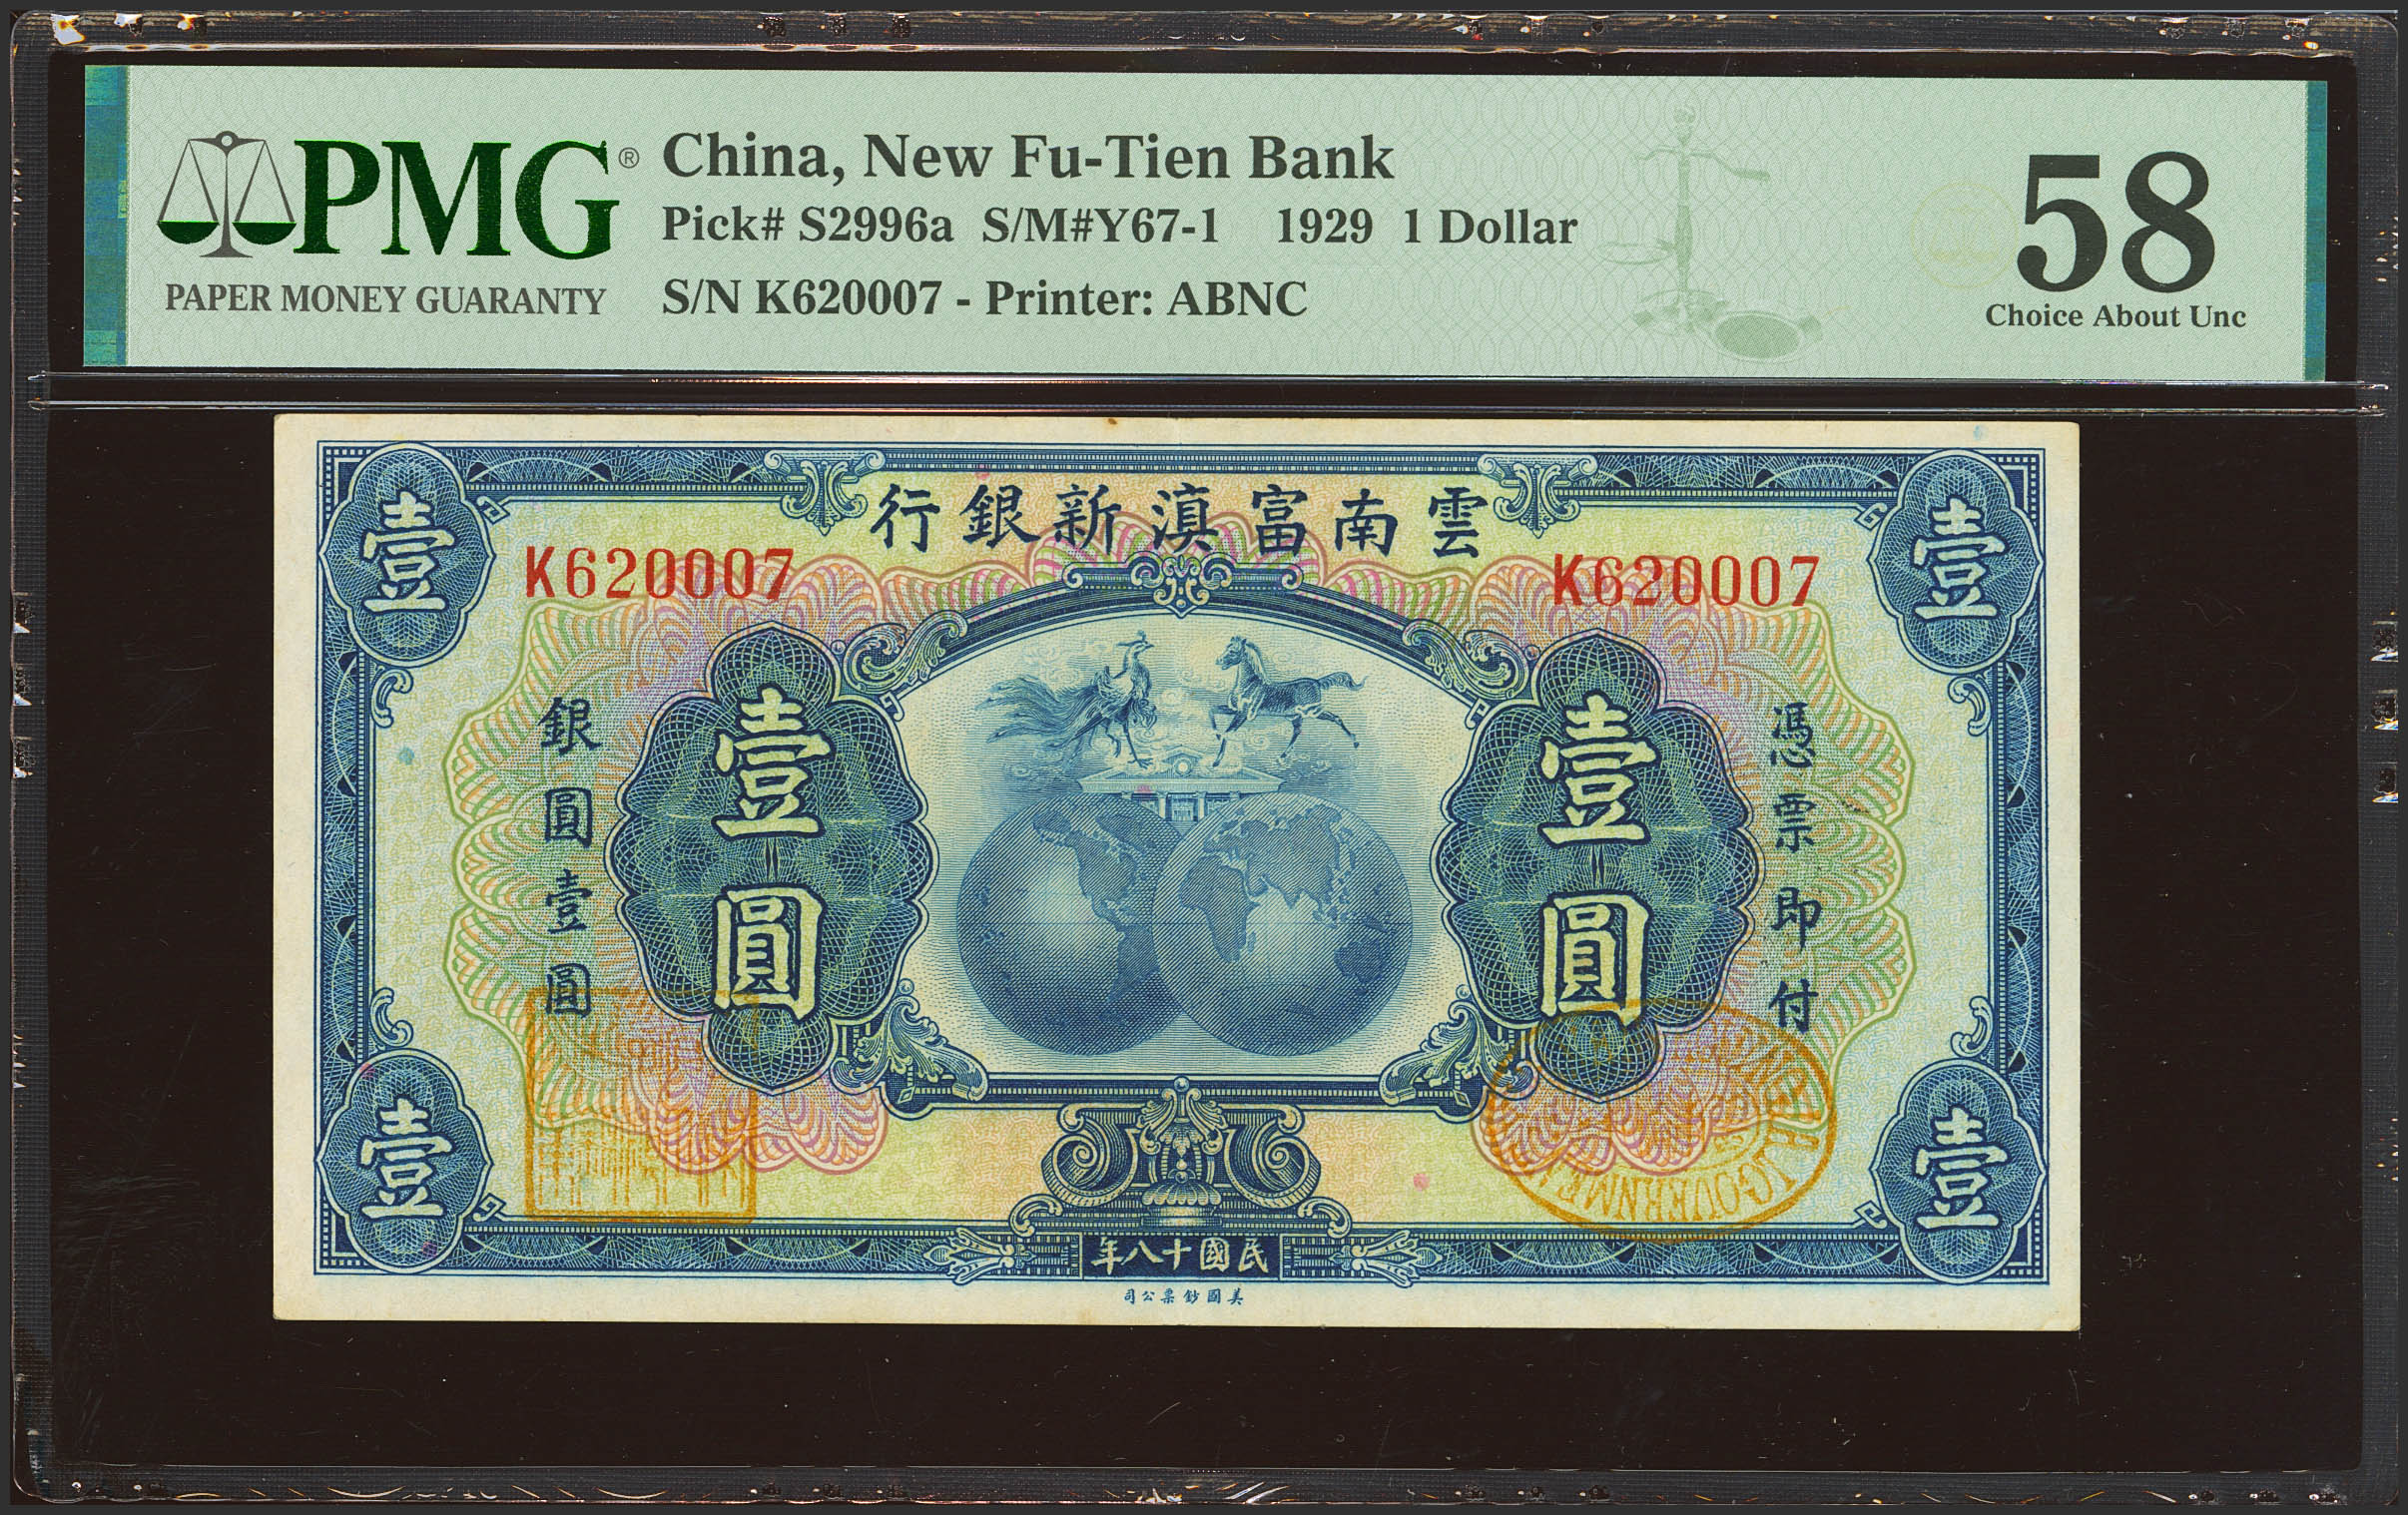 PMG®
PAPER MONEY GUARANTY
China, New Fu-Tien Bank
Pick# S2996a S/M#Y67-1 1929 1 Dollar
S/N K620007 - Printer: ABNC
58
Choice About Unc
雲南富滇新銀行
K620007 K620007
壹 壹
憑票即付
壹圓
壹圓
銀圓壹圓
壹 壹
GOVERNME
民國十八年
美國鈔票公司